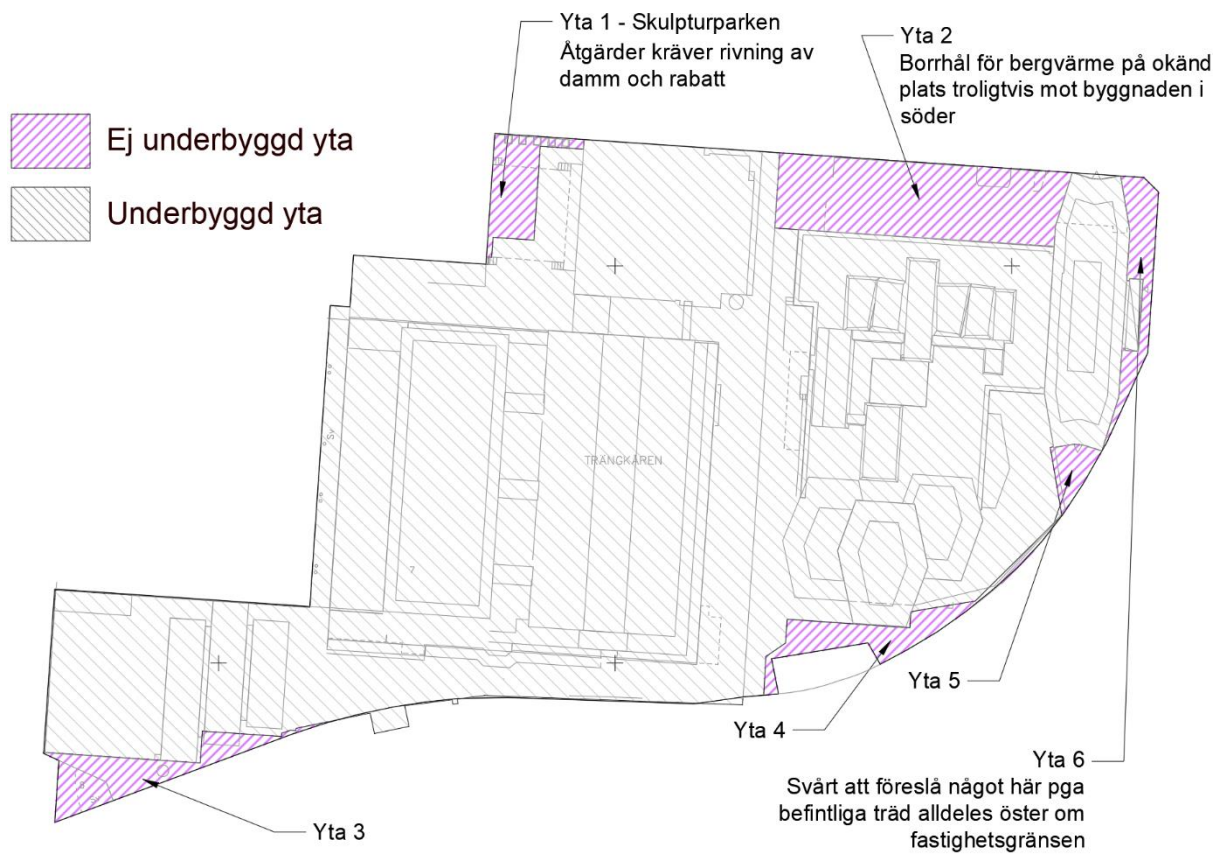 Yta 1 - Skulpturparken
Åtgärder kräver rivning av
damm och rabatt
Yta 2
Borrhål för bergvärme på okänd
plats troligtvis mot byggnaden i
söder
Ej underbyggd yta
Underbyggd yta
Sv
TRÄNGKÅREN
7
Yta 5
Yta 4
Yta 6
Svårt att föreslå något här pga
befintliga träd alldeles öster om
fastighetsgränsen
Yta 3